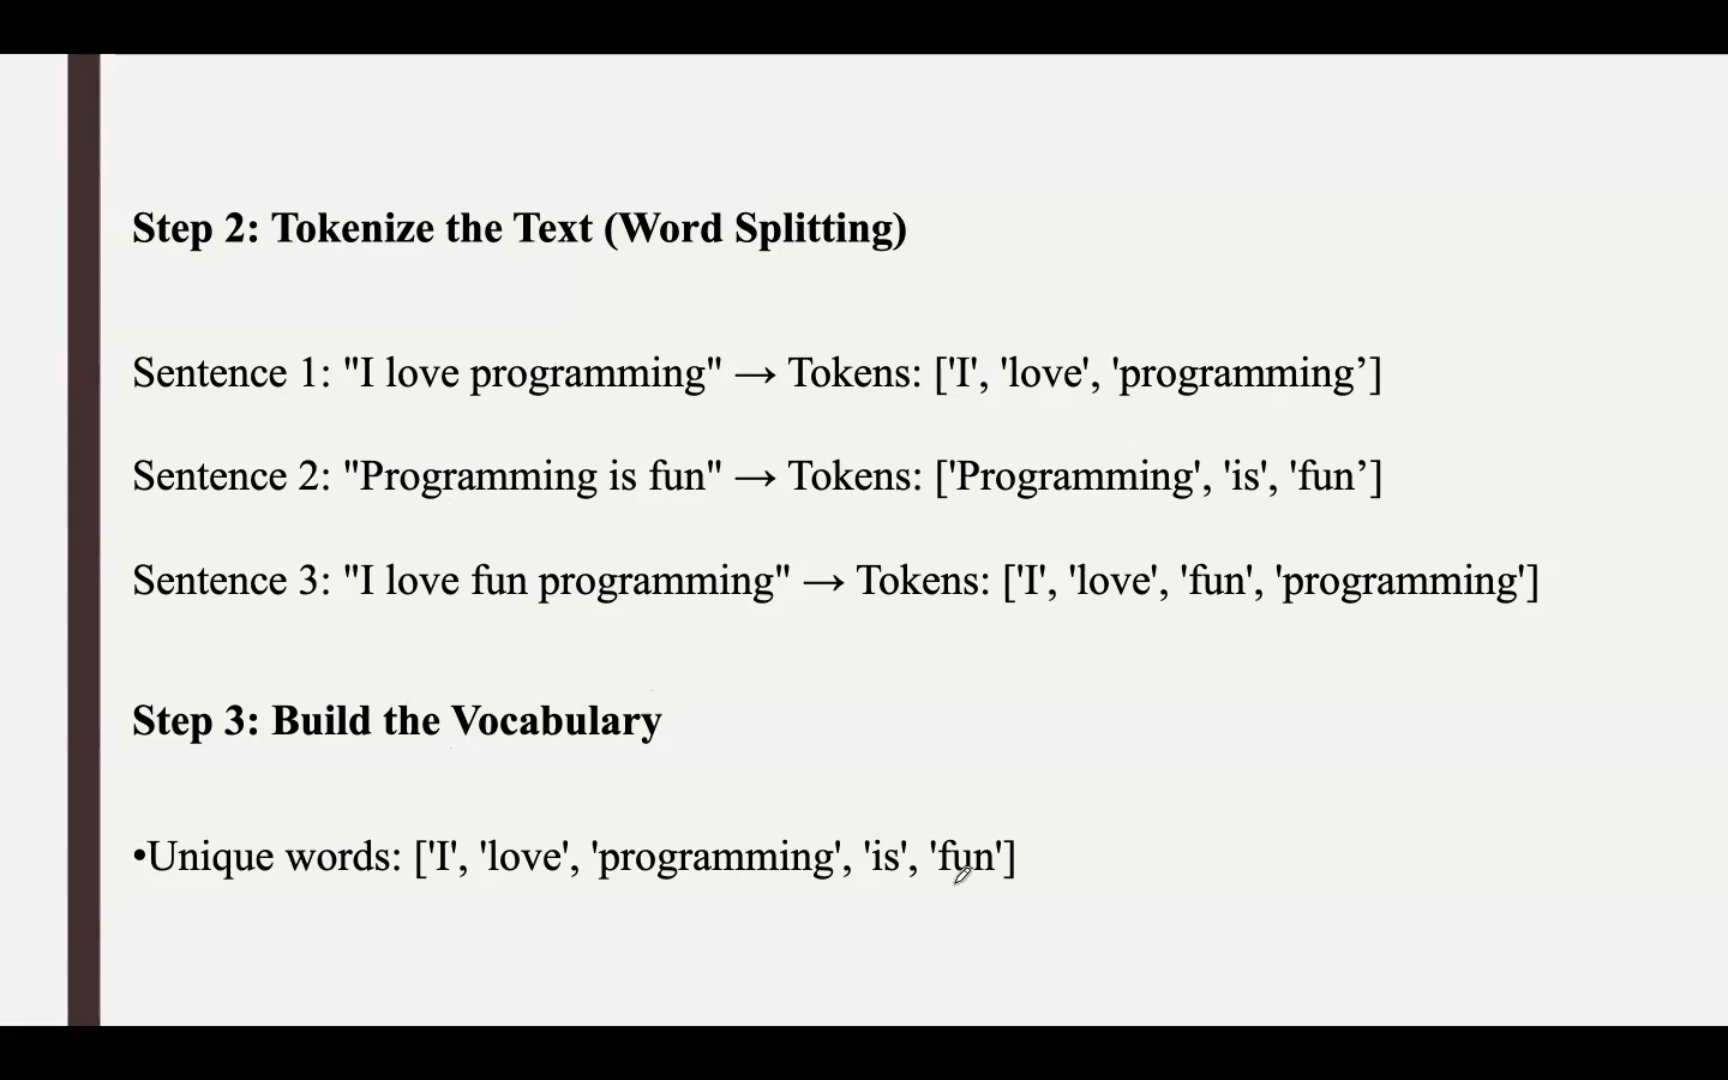 Step 2: Tokenize the Text (Word Splitting)
Sentence 1: "I love programming" → Tokens: ['I', 'love', 'programming’]
Sentence 2: "Programming is fun" → Tokens: ['Programming', 'is', 'fun’]
Sentence 3: "I love fun programming" → Tokens: ['I', 'love', 'fun', 'programming']
Step 3: Build the Vocabulary
•Unique words: ['I', 'love', 'programming', 'is', 'fun']